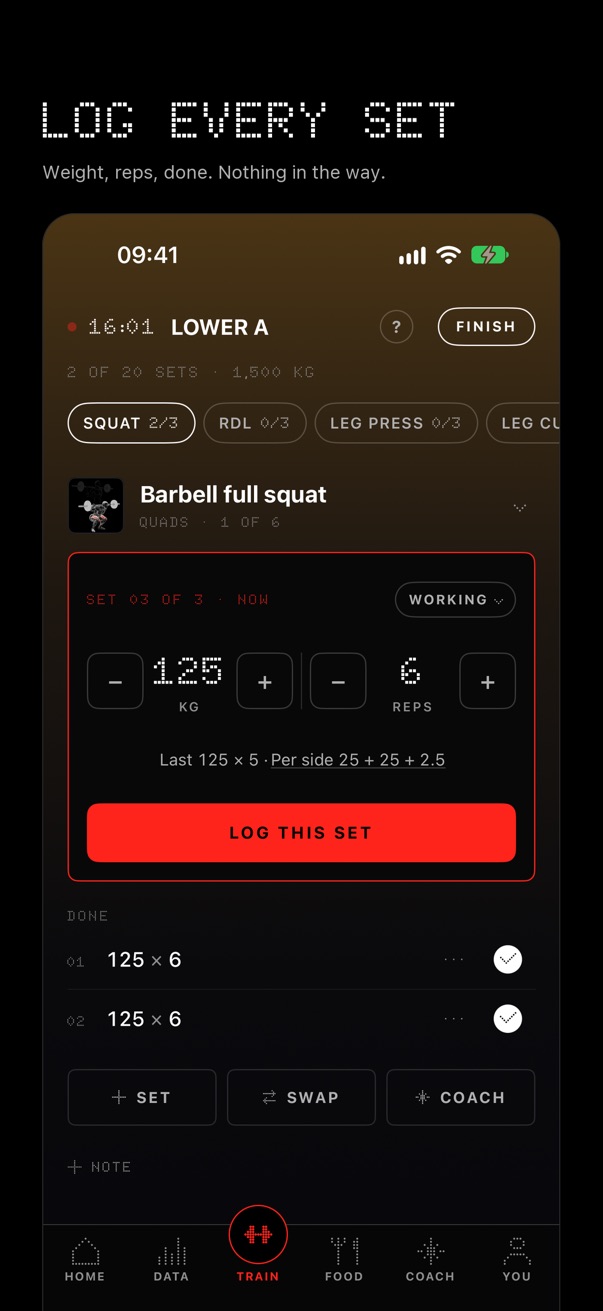 LOG EVERY SET
Weight, reps, done. Nothing in the way.
09:41
16:01 LOWER A ? FINISH
2 OF 20 SETS · 1,500 KG
SQUAT 2/3 RDL 0/3 LEG PRESS 0/3 LEG CU
Barbell full squat
QUADS · 1 OF 6
SET 03 OF 3 · NOW WORKING
− 125 + − 6 +
KG REPS
Last 125 × 5 · Per side 25 + 25 + 2.5
LOG THIS SET
DONE
01 125 × 6 ...
02 125 × 6 ...
+ SET SWAP COACH
+ NOTE
HOME DATA TRAIN FOOD COACH YOU